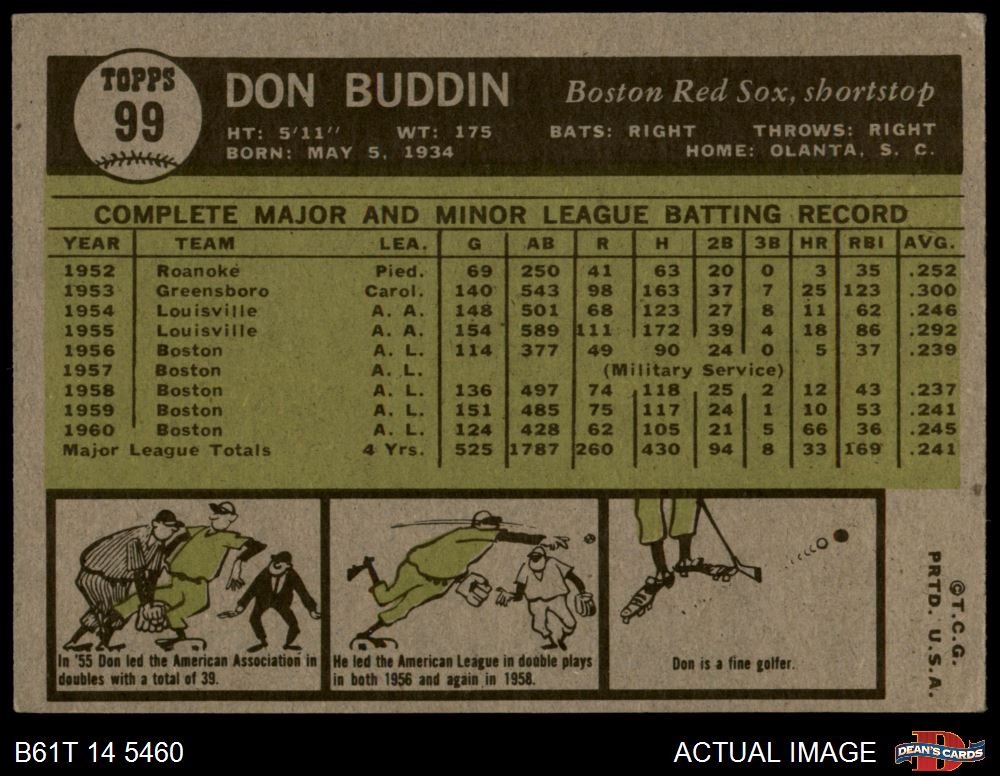 TOPPS
99
DON BUDDIN Boston Red Sox, shortstop
HT: 5'11" WT: 175 BATS: RIGHT THROWS: RIGHT
BORN: MAY 5, 1934 HOME: OLANTA, S. C.
COMPLETE MAJOR AND MINOR LEAGUE BATTING RECORD
YEAR TEAM LEA. G AB R H 2B 3B HR RBI AVG.
1952 Roanoke Pied. 69 250 41 63 20 0 3 35 .252
1953 Greensboro Carol. 140 543 98 163 37 7 25 123 .300
1954 Louisville A. A. 148 501 68 123 27 8 11 62 .246
1955 Louisville A. A. 154 589 111 172 39 4 18 86 .292
1956 Boston A. L. 114 377 49 90 24 0 5 37 .239
1957 Boston A. L. (Military Service)
1958 Boston A. L. 136 497 74 118 25 2 12 43 .237
1959 Boston A. L. 151 485 75 117 24 1 10 53 .241
1960 Boston A. L. 124 428 62 105 21 5 66 36 .245
Major League Totals 4 Yrs. 525 1787 260 430 94 8 33 169 .241
In '55 Don led the American Association in
doubles with a total of 39.
He led the American League in double plays
in both 1956 and again in 1958.
Don is a fine golfer.
©T.C.G.
PRTD. U.S.A.
B61T 14 5460 ACTUAL IMAGE DEAN'S CARDS